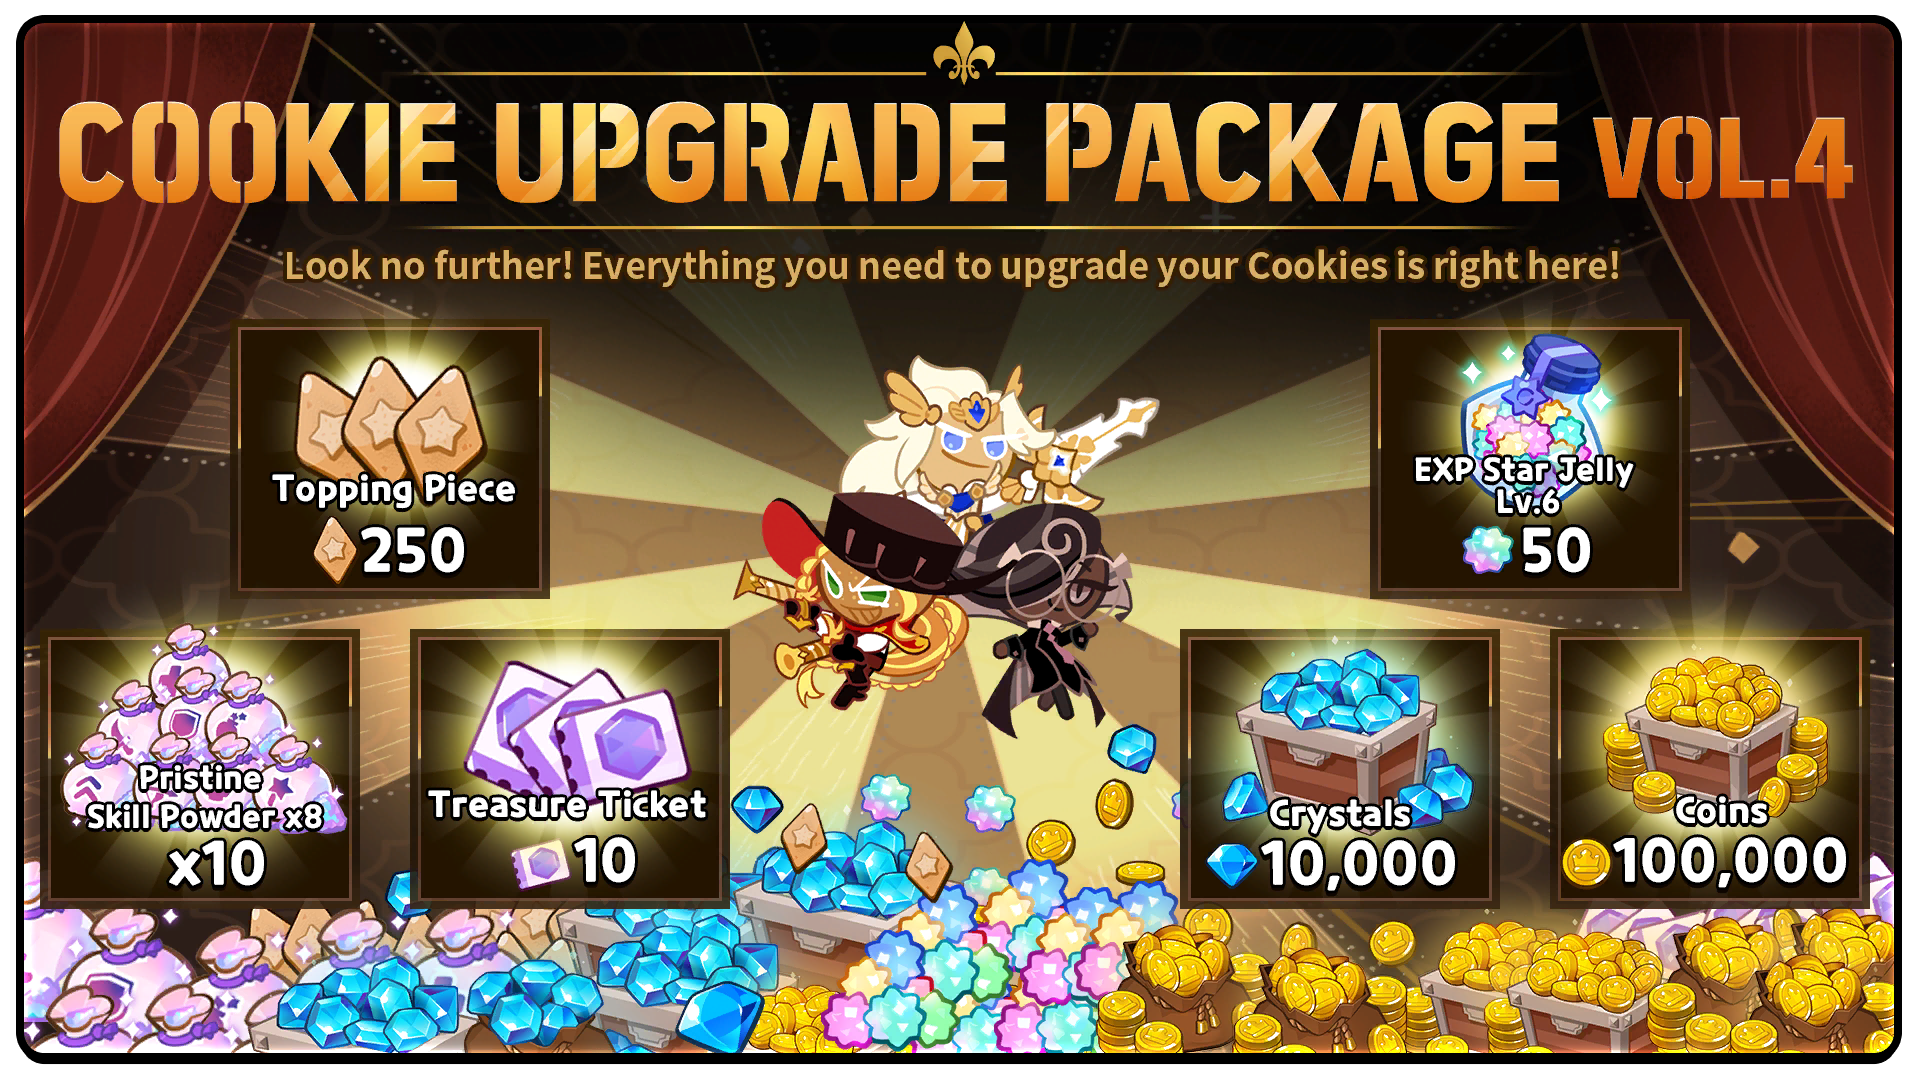 COOKIE UPGRADE PACKAGE VOL.4
Look no further! Everything you need to upgrade your Cookies is right here!
Topping Piece
250
EXP Star Jelly
Lv.6
50
Pristine
Skill Powder x8
x10
Treasure Ticket
10
Crystals
10,000
Coins
100,000